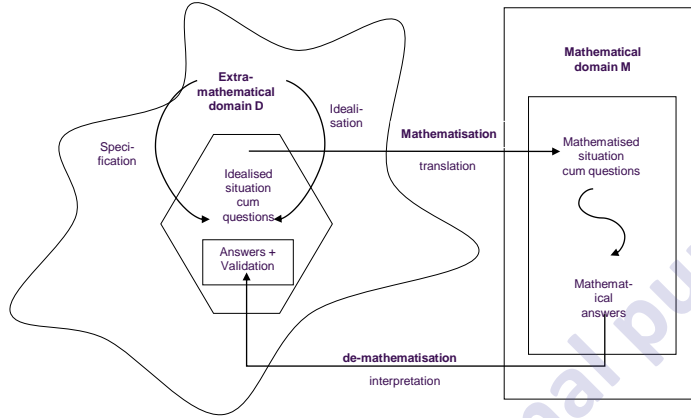 Extra-
mathematical
domain D
Ideali-
sation
Speci-
fication
Idealised
situation
cum
questions
Answers +
Validation
Mathematisation
translation
Mathematical
domain M
Mathematised
situation
cum questions
Mathemat-
ical
answers
de-mathematisation
interpretation